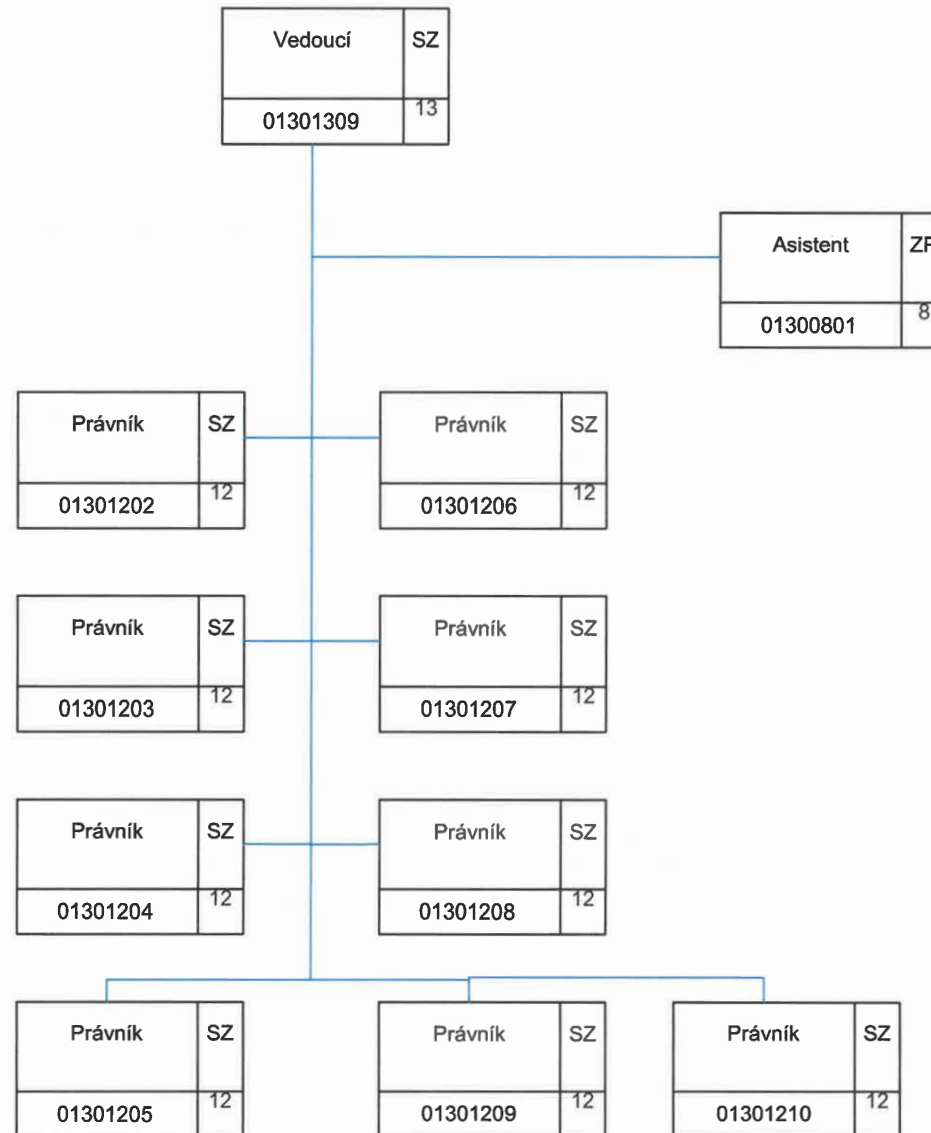 Vedoucí SZ
01301309 13
Asistent
01300801 8
Právník SZ
01301202 12
Právník SZ
01301206 12
Právník SZ
01301203 12
Právník SZ
01301207 12
Právník SZ
01301204 12
Právník SZ
01301208 12
Právník SZ
01301205 12
Právník SZ
01301209 12
Právník SZ
01301210 12